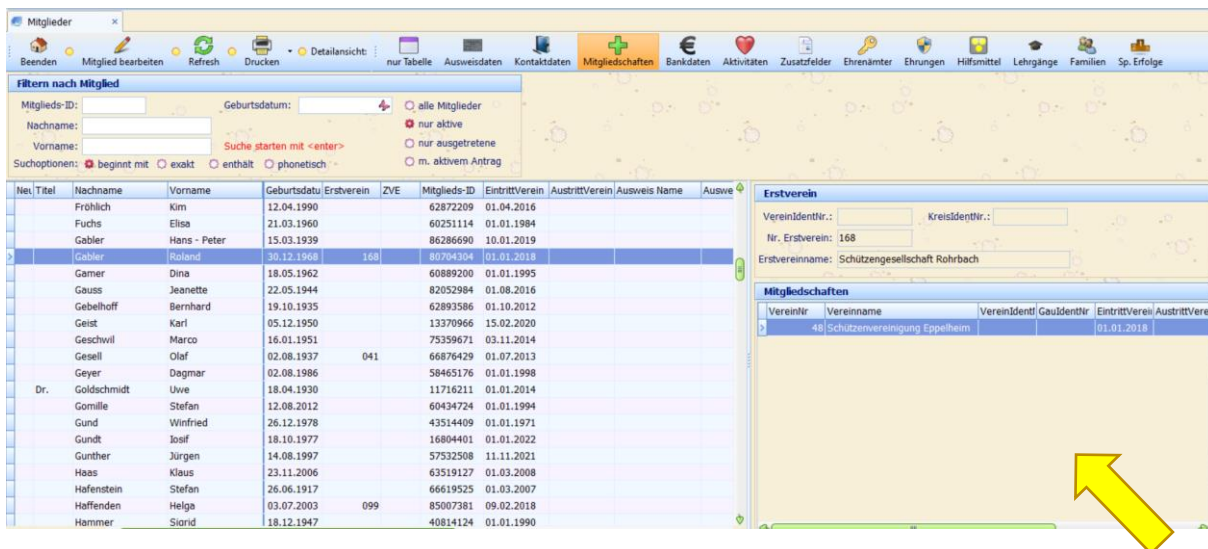 Mitglieder ×
Beenden Mitglied bearbeiten Refresh Drucken Detailansicht: nur Tabelle Ausweisdaten Kontaktdaten Mitgliedschaften Bankdaten Aktivitäten Zusatzfelder Ehrenämter Ehrungen Hilfsmittel Lehrgänge Familien Sp. Erfolge
Filtern nach Mitglied
Mitglieds-ID: Geburtsdatum: alle Mitglieder
Nachname: nur aktive
Vorname: Suche starten mit <enter> nur ausgetretene
Suchoptionen: beginnt mit exakt enthält phonetisch m. aktivem Antrag
Neu Titel Nachname Vorname Geburtsdatu Erstverein ZVE Mitglieds-ID EintrittVerein AustrittVerein Ausweis Name Auswe
Fröhlich Kim 12.04.1990 62872209 01.04.2016
Fuchs Elisa 21.03.1960 60251114 01.01.1984
Gabler Hans - Peter 15.03.1939 86286690 10.01.2019
Gabler Roland 30.12.1968 168 80704304 01.01.2018
Gamer Dina 18.05.1962 60889200 01.01.1995
Gauss Jeanette 22.05.1944 82052984 01.08.2016
Gebelhoff Bernhard 19.10.1935 62893586 01.10.2012
Geist Karl 05.12.1950 13370966 15.02.2020
Geschwil Marco 16.01.1951 75359671 03.11.2014
Gesell Olaf 02.08.1937 041 66876429 01.07.2013
Geyer Dagmar 02.08.1986 58465176 01.01.1998
Dr. Goldschmidt Uwe 18.04.1930 11716211 01.01.2014
Gomille Stefan 12.08.2012 60434724 01.01.1994
Gund Winfried 26.12.1978 43514409 01.01.1971
Gundt Iosif 18.10.1977 16804401 01.01.2022
Gunther Jürgen 14.08.1997 57532508 11.11.2021
Haas Klaus 23.11.2006 63519127 01.03.2008
Hafenstein Stefan 26.06.1917 66619525 01.03.2007
Haffenden Helga 03.07.2003 099 85007381 09.02.2018
Hammer Sigrid 18.12.1947 40814124 01.01.1990
Erstverein
VereinIdentNr.: KreisIdentNr.:
Nr. Erstverein: 168
Erstvereinname: Schützengesellschaft Rohrbach
Mitgliedschaften
VereinNr Vereinname VereinIdentI GauIdentNr EintrittVerein AustrittVere
48 Schützenvereinigung Eppelheim 01.01.2018